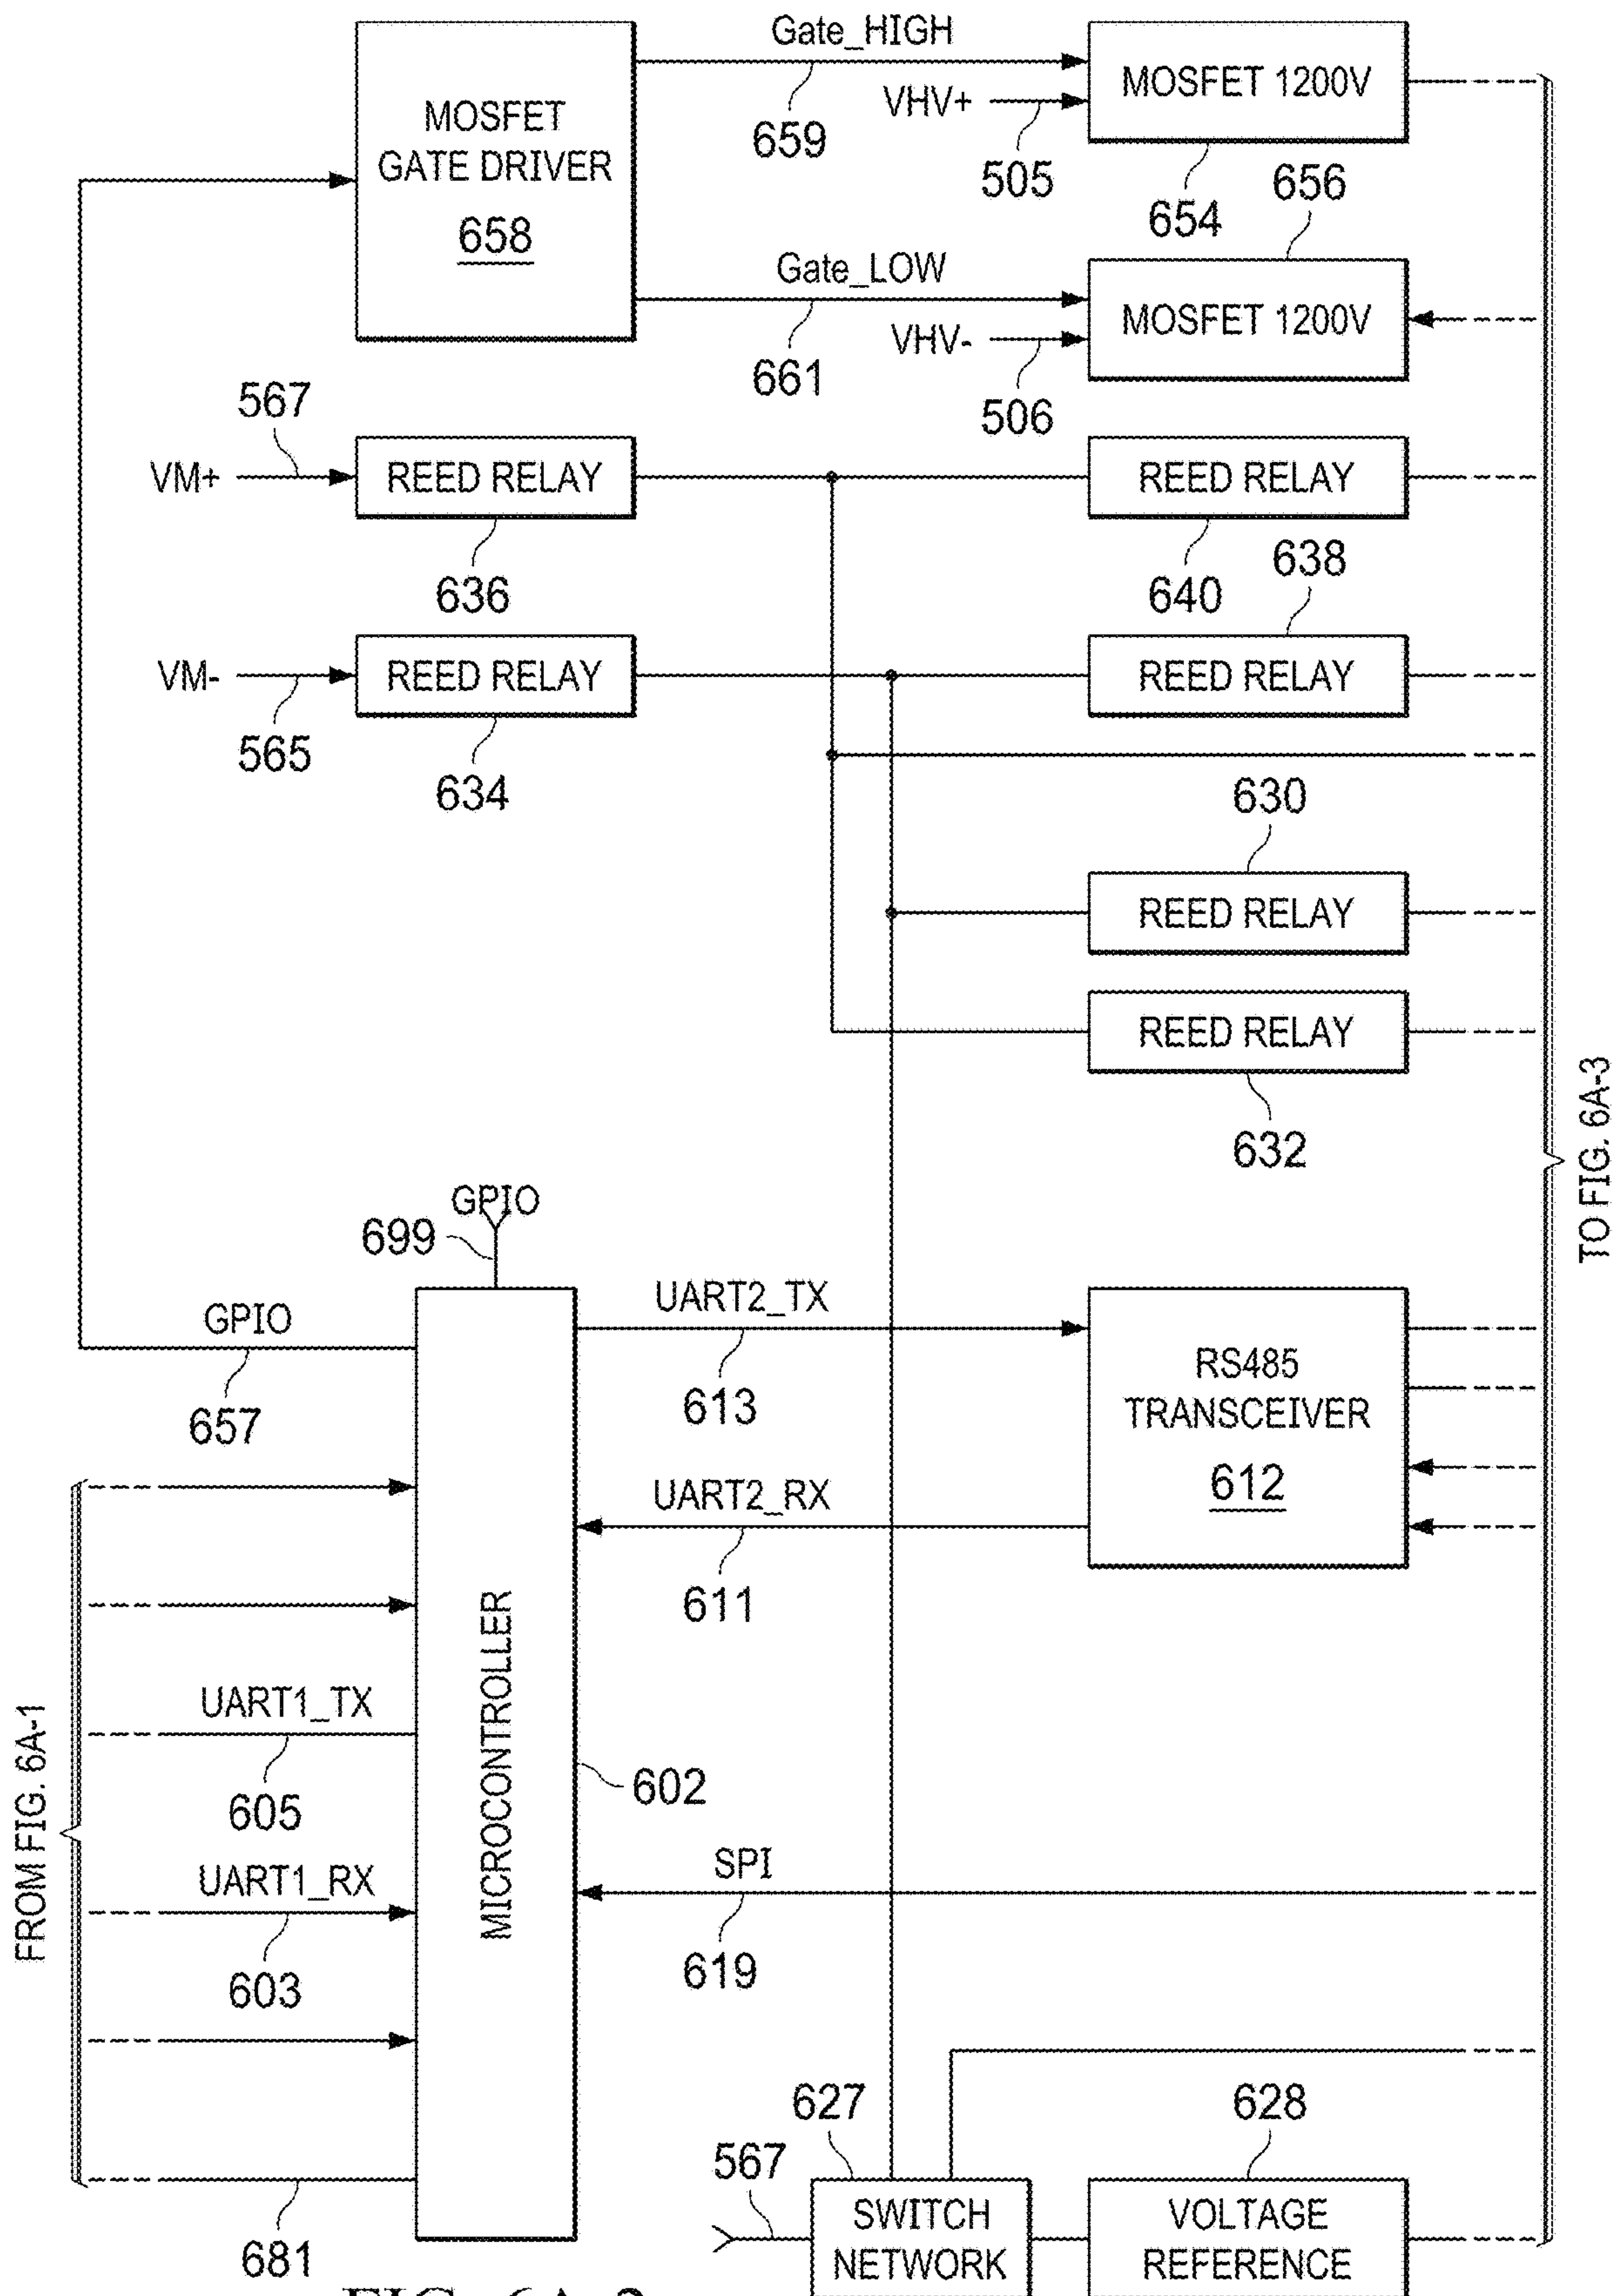 Gate_HIGH
MOSFET 1200V
MOSFET
GATE DRIVER
658
VHV+
659
505
654
656
Gate_LOW
MOSFET 1200V
VHV-
661
506
567
VM+
REED RELAY
REED RELAY
636
640
638
VM-
REED RELAY
REED RELAY
565
634
630
REED RELAY
REED RELAY
632
TO FIG. 6A-3
GPIO
699
GPIO
657
UART2_TX
613
RS485
TRANSCEIVER
612
UART2_RX
611
FROM FIG. 6A-1
UART1_TX
605
MICROCONTROLLER
602
UART1_RX
603
SPI
619
627
628
567
SWITCH
NETWORK
VOLTAGE
REFERENCE
681